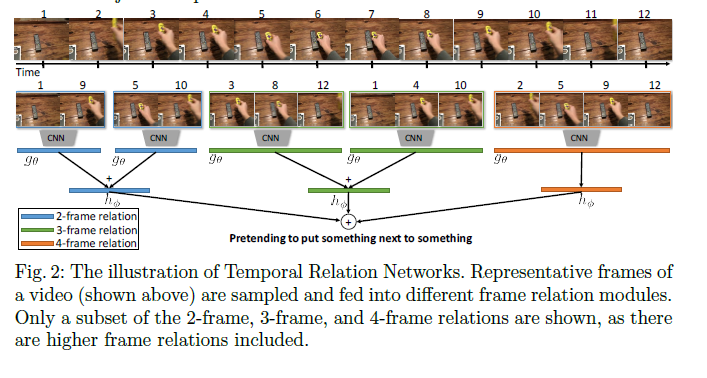 1 2 3 4 5 6 7 8 9 10 11 12
Time
1 9 5 10 3 8 12 1 4 10 2 5 9 12
CNN CNN CNN CNN CNN
gθ gθ gθ gθ gθ
+ +
hϕ hϕ hϕ
+
2-frame relation
3-frame relation
4-frame relation
Pretending to put something next to something
Fig. 2: The illustration of Temporal Relation Networks. Representative frames of
a video (shown above) are sampled and fed into different frame relation modules.
Only a subset of the 2-frame, 3-frame, and 4-frame relations are shown, as there
are higher frame relations included.